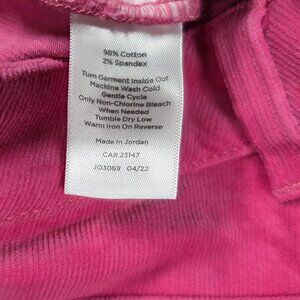 98% Cotton
2% Spandex
Turn Garment Inside Out
Machine Wash Cold
Gentle Cycle
Only Non-Chlorine Bleach
When Needed
Tumble Dry Low
Warm Iron On Reverse
Made in Jordan
CA# 23147
JO3069 04/22